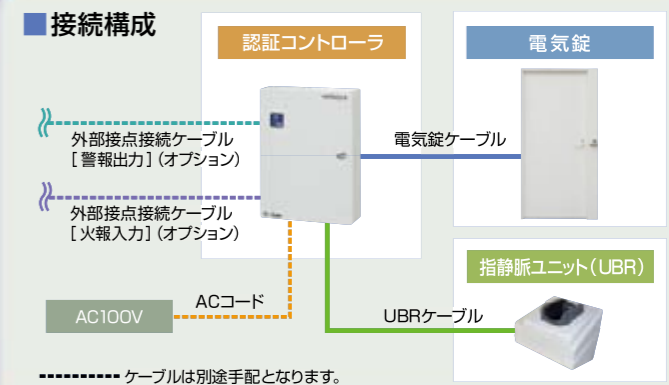 ■接続構成
認証コントローラ
電気錠
外部接点接続ケーブル
[警報出力](オプション)
電気錠ケーブル
外部接点接続ケーブル
[火報入力](オプション)
指静脈ユニット(UBR)
AC100V
ACコード
UBRケーブル
---------- ケーブルは別途手配となります。